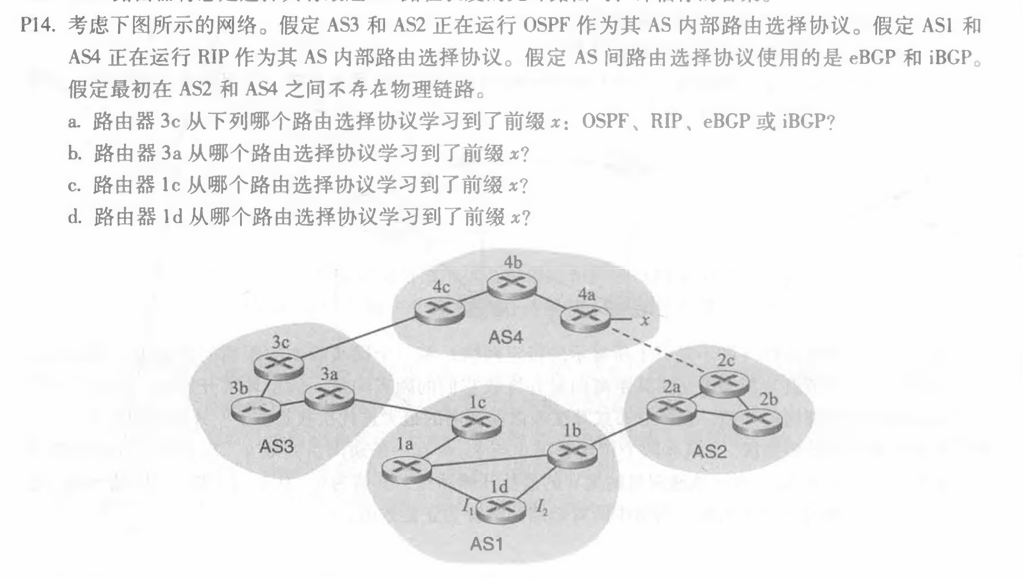 P14. 考虑下图所示的网络。假定 AS3 和 AS2 正在运行 OSPF 作为其 AS 内部路由选择协议。假定 AS1 和
AS4 正在运行 RIP 作为其 AS 内部路由选择协议。假定 AS 间路由选择协议使用的是 eBGP 和 iBGP。
假定最初在 AS2 和 AS4 之间不存在物理链路。
a. 路由器 3c 从下列哪个路由选择协议学习到了前缀 x：OSPF、RIP、eBGP 或 iBGP?
b. 路由器 3a 从哪个路由选择协议学习到了前缀 x?
c. 路由器 1c 从哪个路由选择协议学习到了前缀 x?
d. 路由器 1d 从哪个路由选择协议学习到了前缀 x?
4b
4c
4a
x
AS4
3c
3a
3b
AS3
2c
2a
2b
AS2
1c
1b
1a
1d
I₁
I₂
AS1